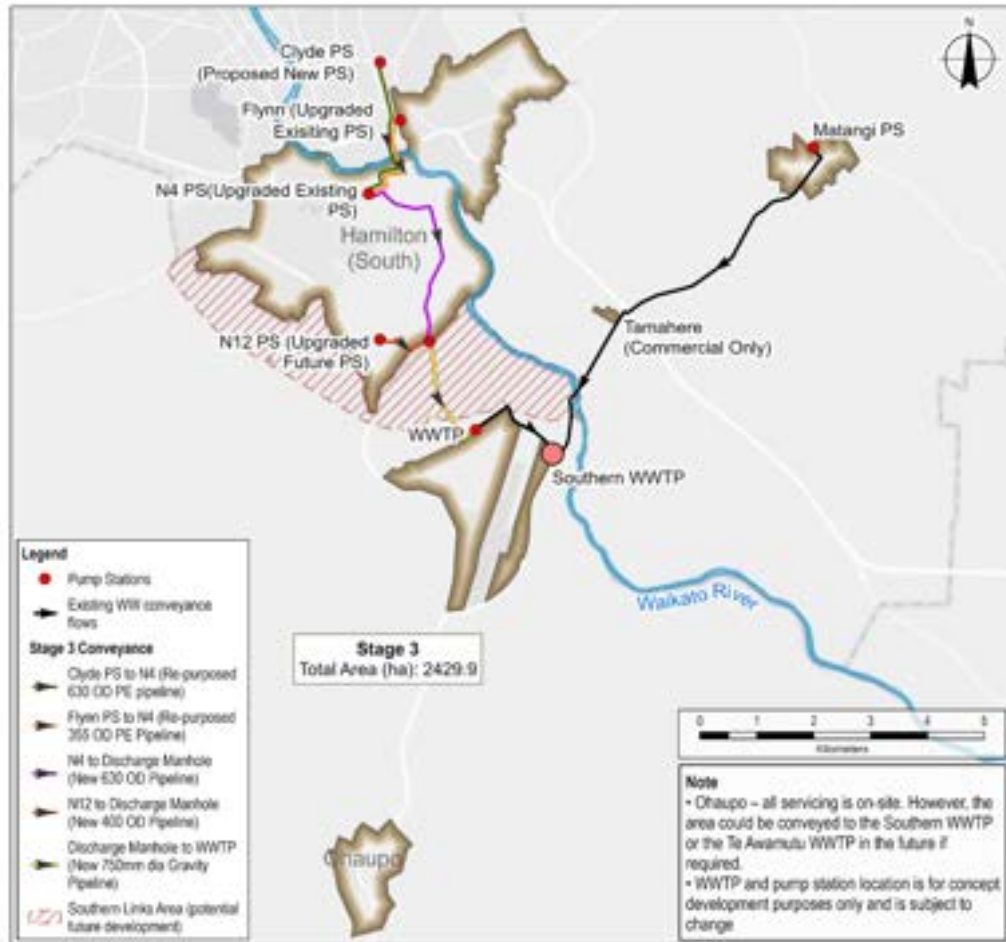 N
Clyde PS
(Proposed New PS)
Flynn (Upgraded
Exisiting PS)
Matangi PS
N4 PS(Upgraded Existing
PS)
Hamilton
(South)
N12 PS (Upgraded
Future PS)
Tamahere
(Commercial Only)
WWTP
Southern WWTP
Waikato River
Stage 3
Total Area (ha): 2429.9
Ohaupo
Legend
Pump Stations
Existing WW conveyance
flows
Stage 3 Conveyance
Clyde PS to N4 (Re-purposed
630 OD PE pipeline)
Flynn PS to N4 (Re-purposed
355 OD PE Pipeline)
N4 to Discharge Manhole
(New 630 OD Pipeline)
N12 to Discharge Manhole
(New 400 OD Pipeline)
Discharge Manhole to WWTP
(New 750mm dia Gravity
Pipeline)
Southern Links Area (potential
future development)
0 1 2 3 4 5
Kilometers
Note
• Ohaupo – all servicing is on-site. However, the
area could be conveyed to the Southern WWTP
or the Te Awamutu WWTP in the future if
required.
• WWTP and pump station location is for concept
development purposes only and is subject to
change